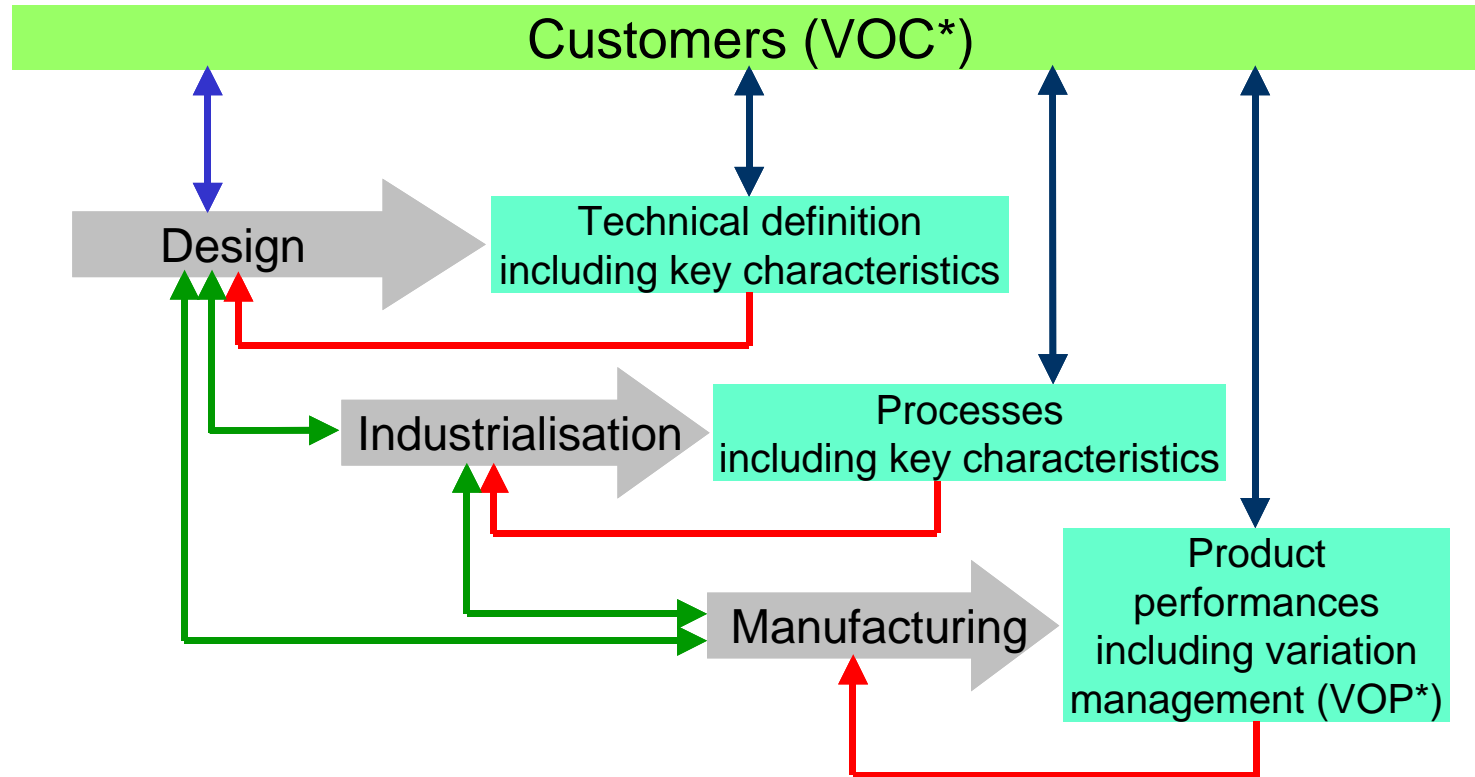 Customers (VOC*)
Design
Technical definition
including key characteristics
Industrialisation
Processes
including key characteristics
Manufacturing
Product
performances
including variation
management (VOP*)